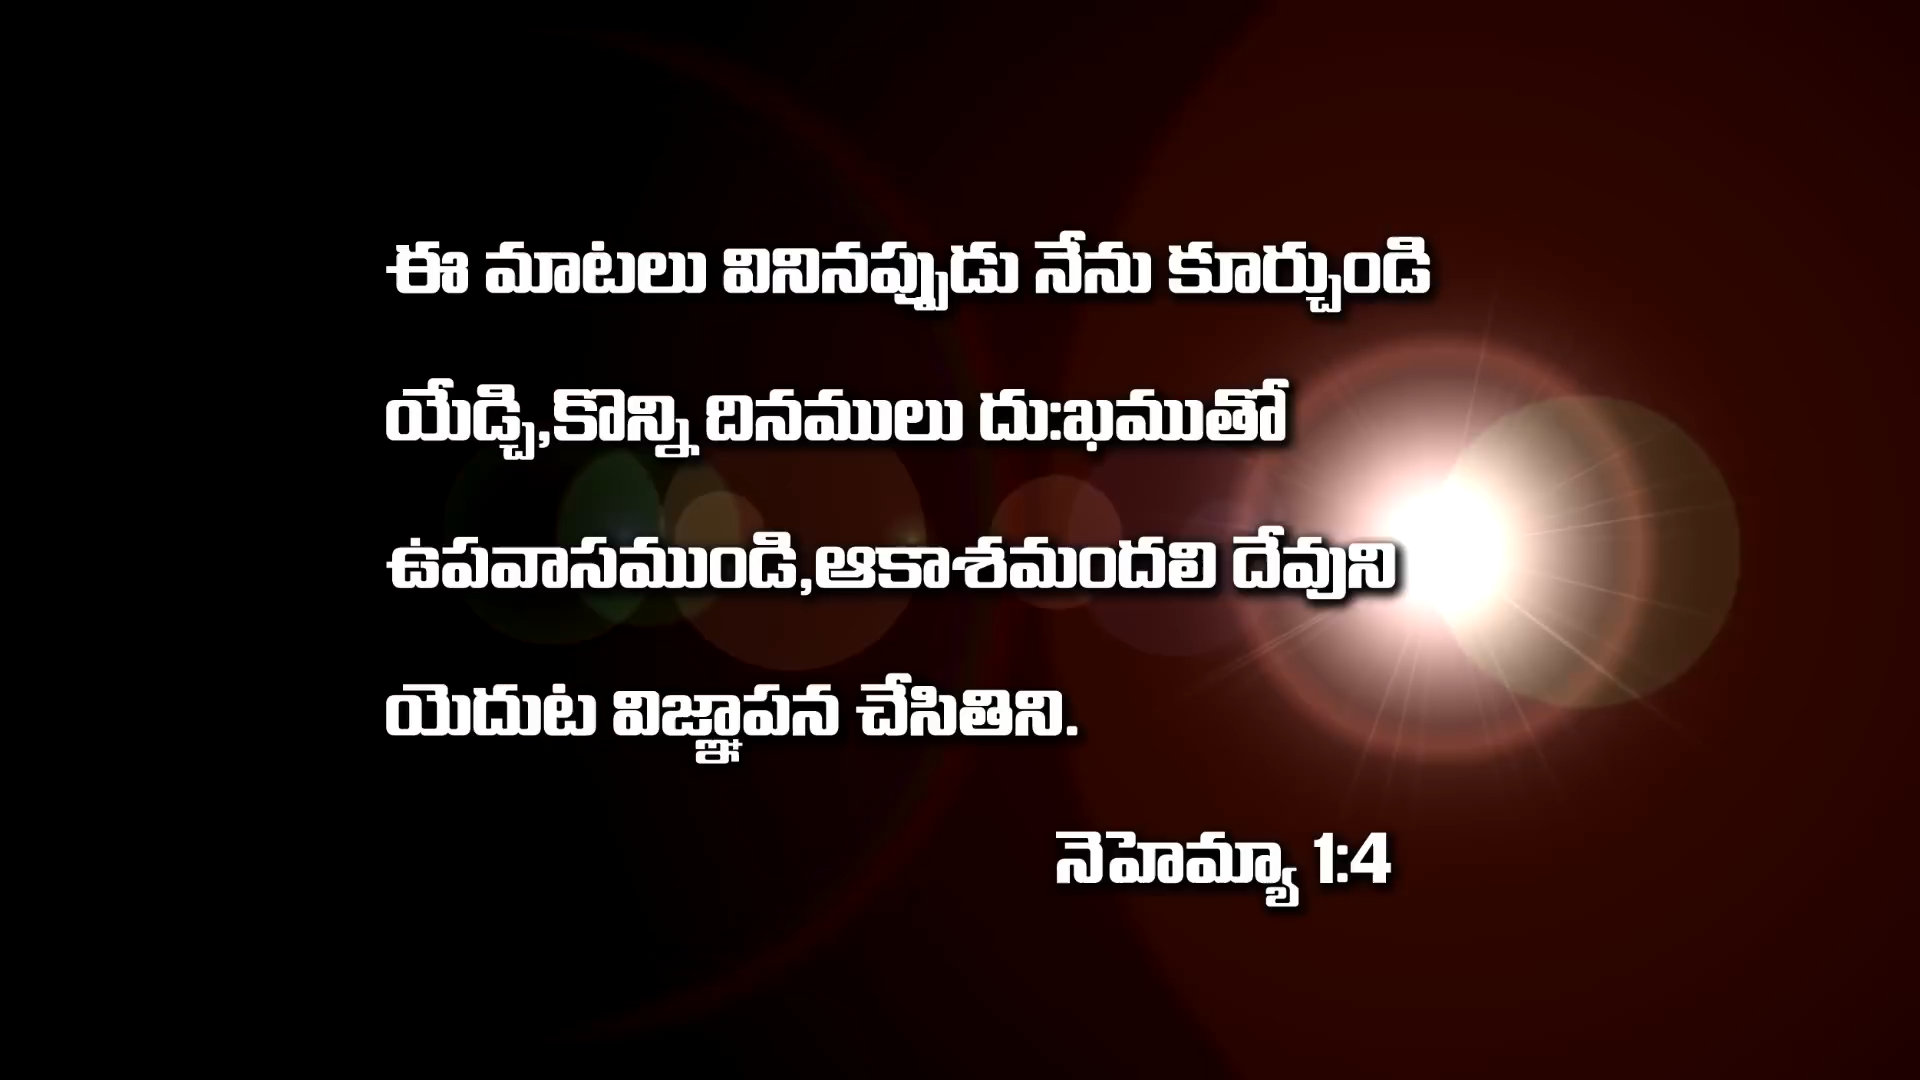 ఈ మాటలు వినినప్పుడు నేను కూర్చుండి
యేడ్చి,కొన్ని దినములు దు:ఖముతో
ఉపవాసముండి,ఆకాశమందలి దేవుని
యెదుట విజ్ఞాపన చేసితిని.
నెహెమ్యా 1:4